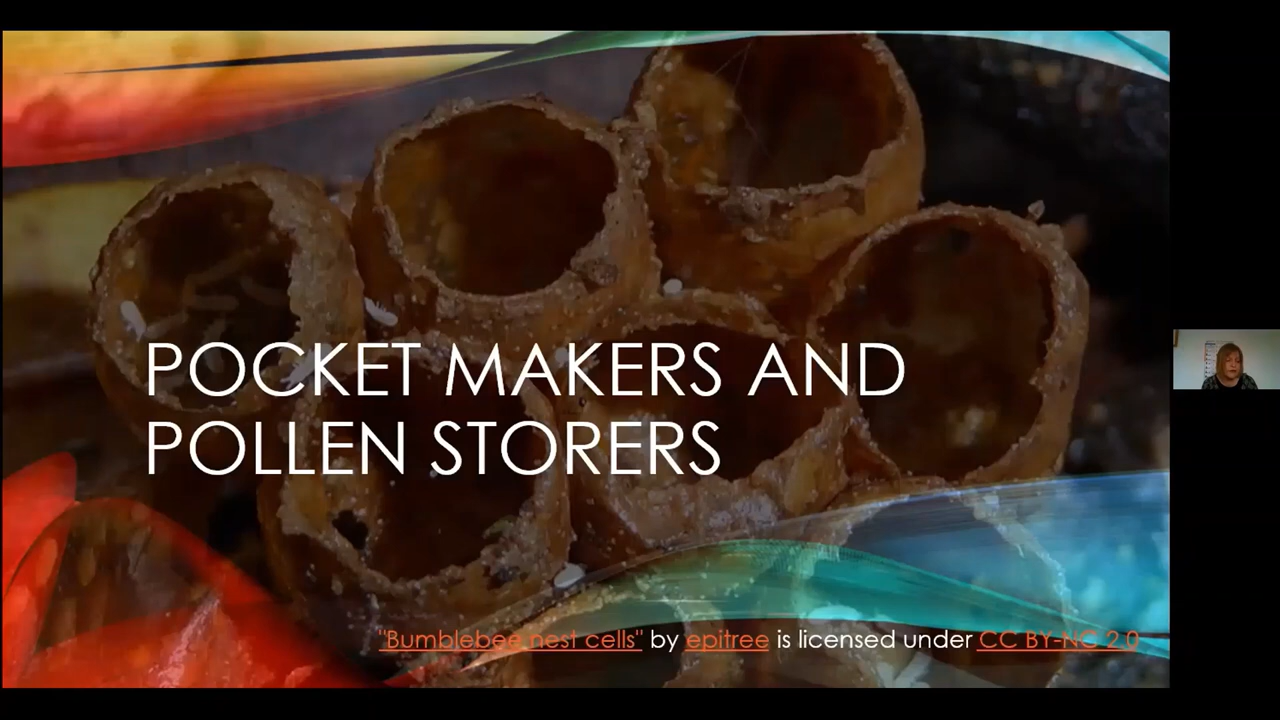 POCKET MAKERS AND
POLLEN STORERS
"Bumblebee nest cells" by epitree is licensed under CC BY-NC 2.0